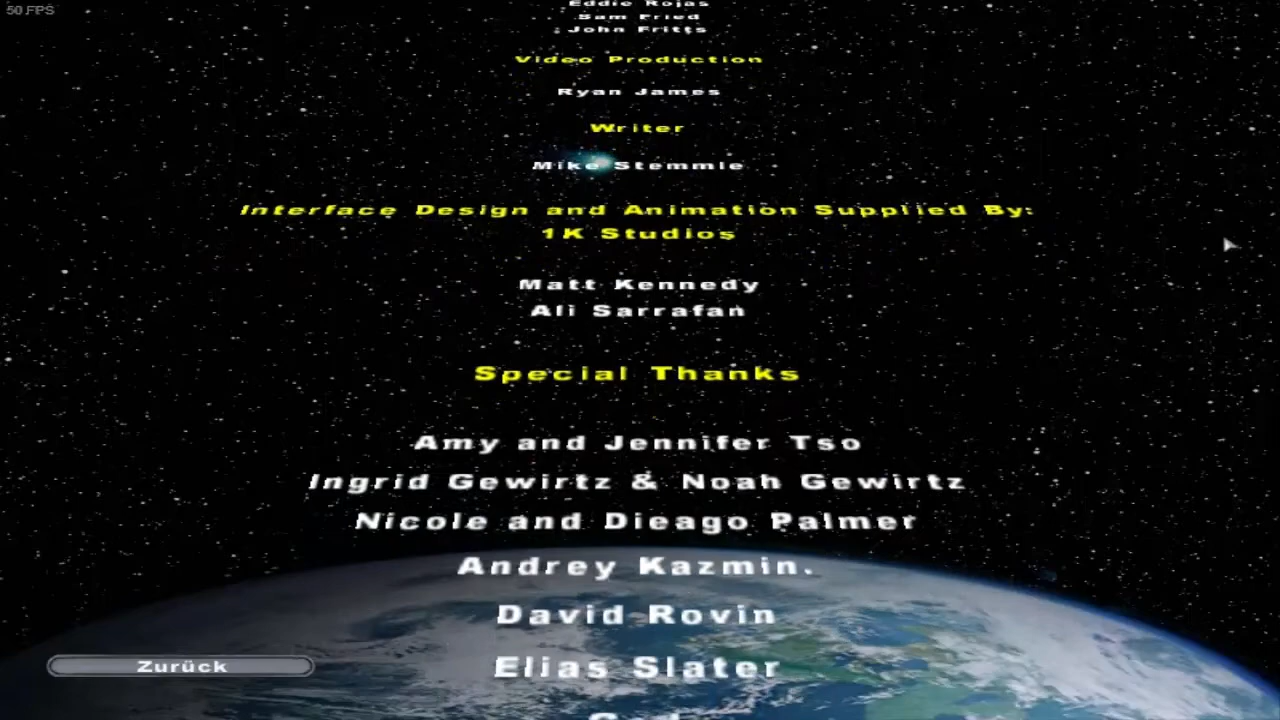 50 FPS
Eddie Rojas
Sam Fried
John Fritts
Video Production
Ryan James
Writer
Mike Stemmle
Interface Design and Animation Supplied By:
1K Studios
Matt Kennedy
Ali Sarrafan
Special Thanks
Amy and Jennifer Tso
Ingrid Gewirtz & Noah Gewirtz
Nicole and Dieago Palmer
Andrey Kazmin.
David Rovin
Zurück
Elias Slater